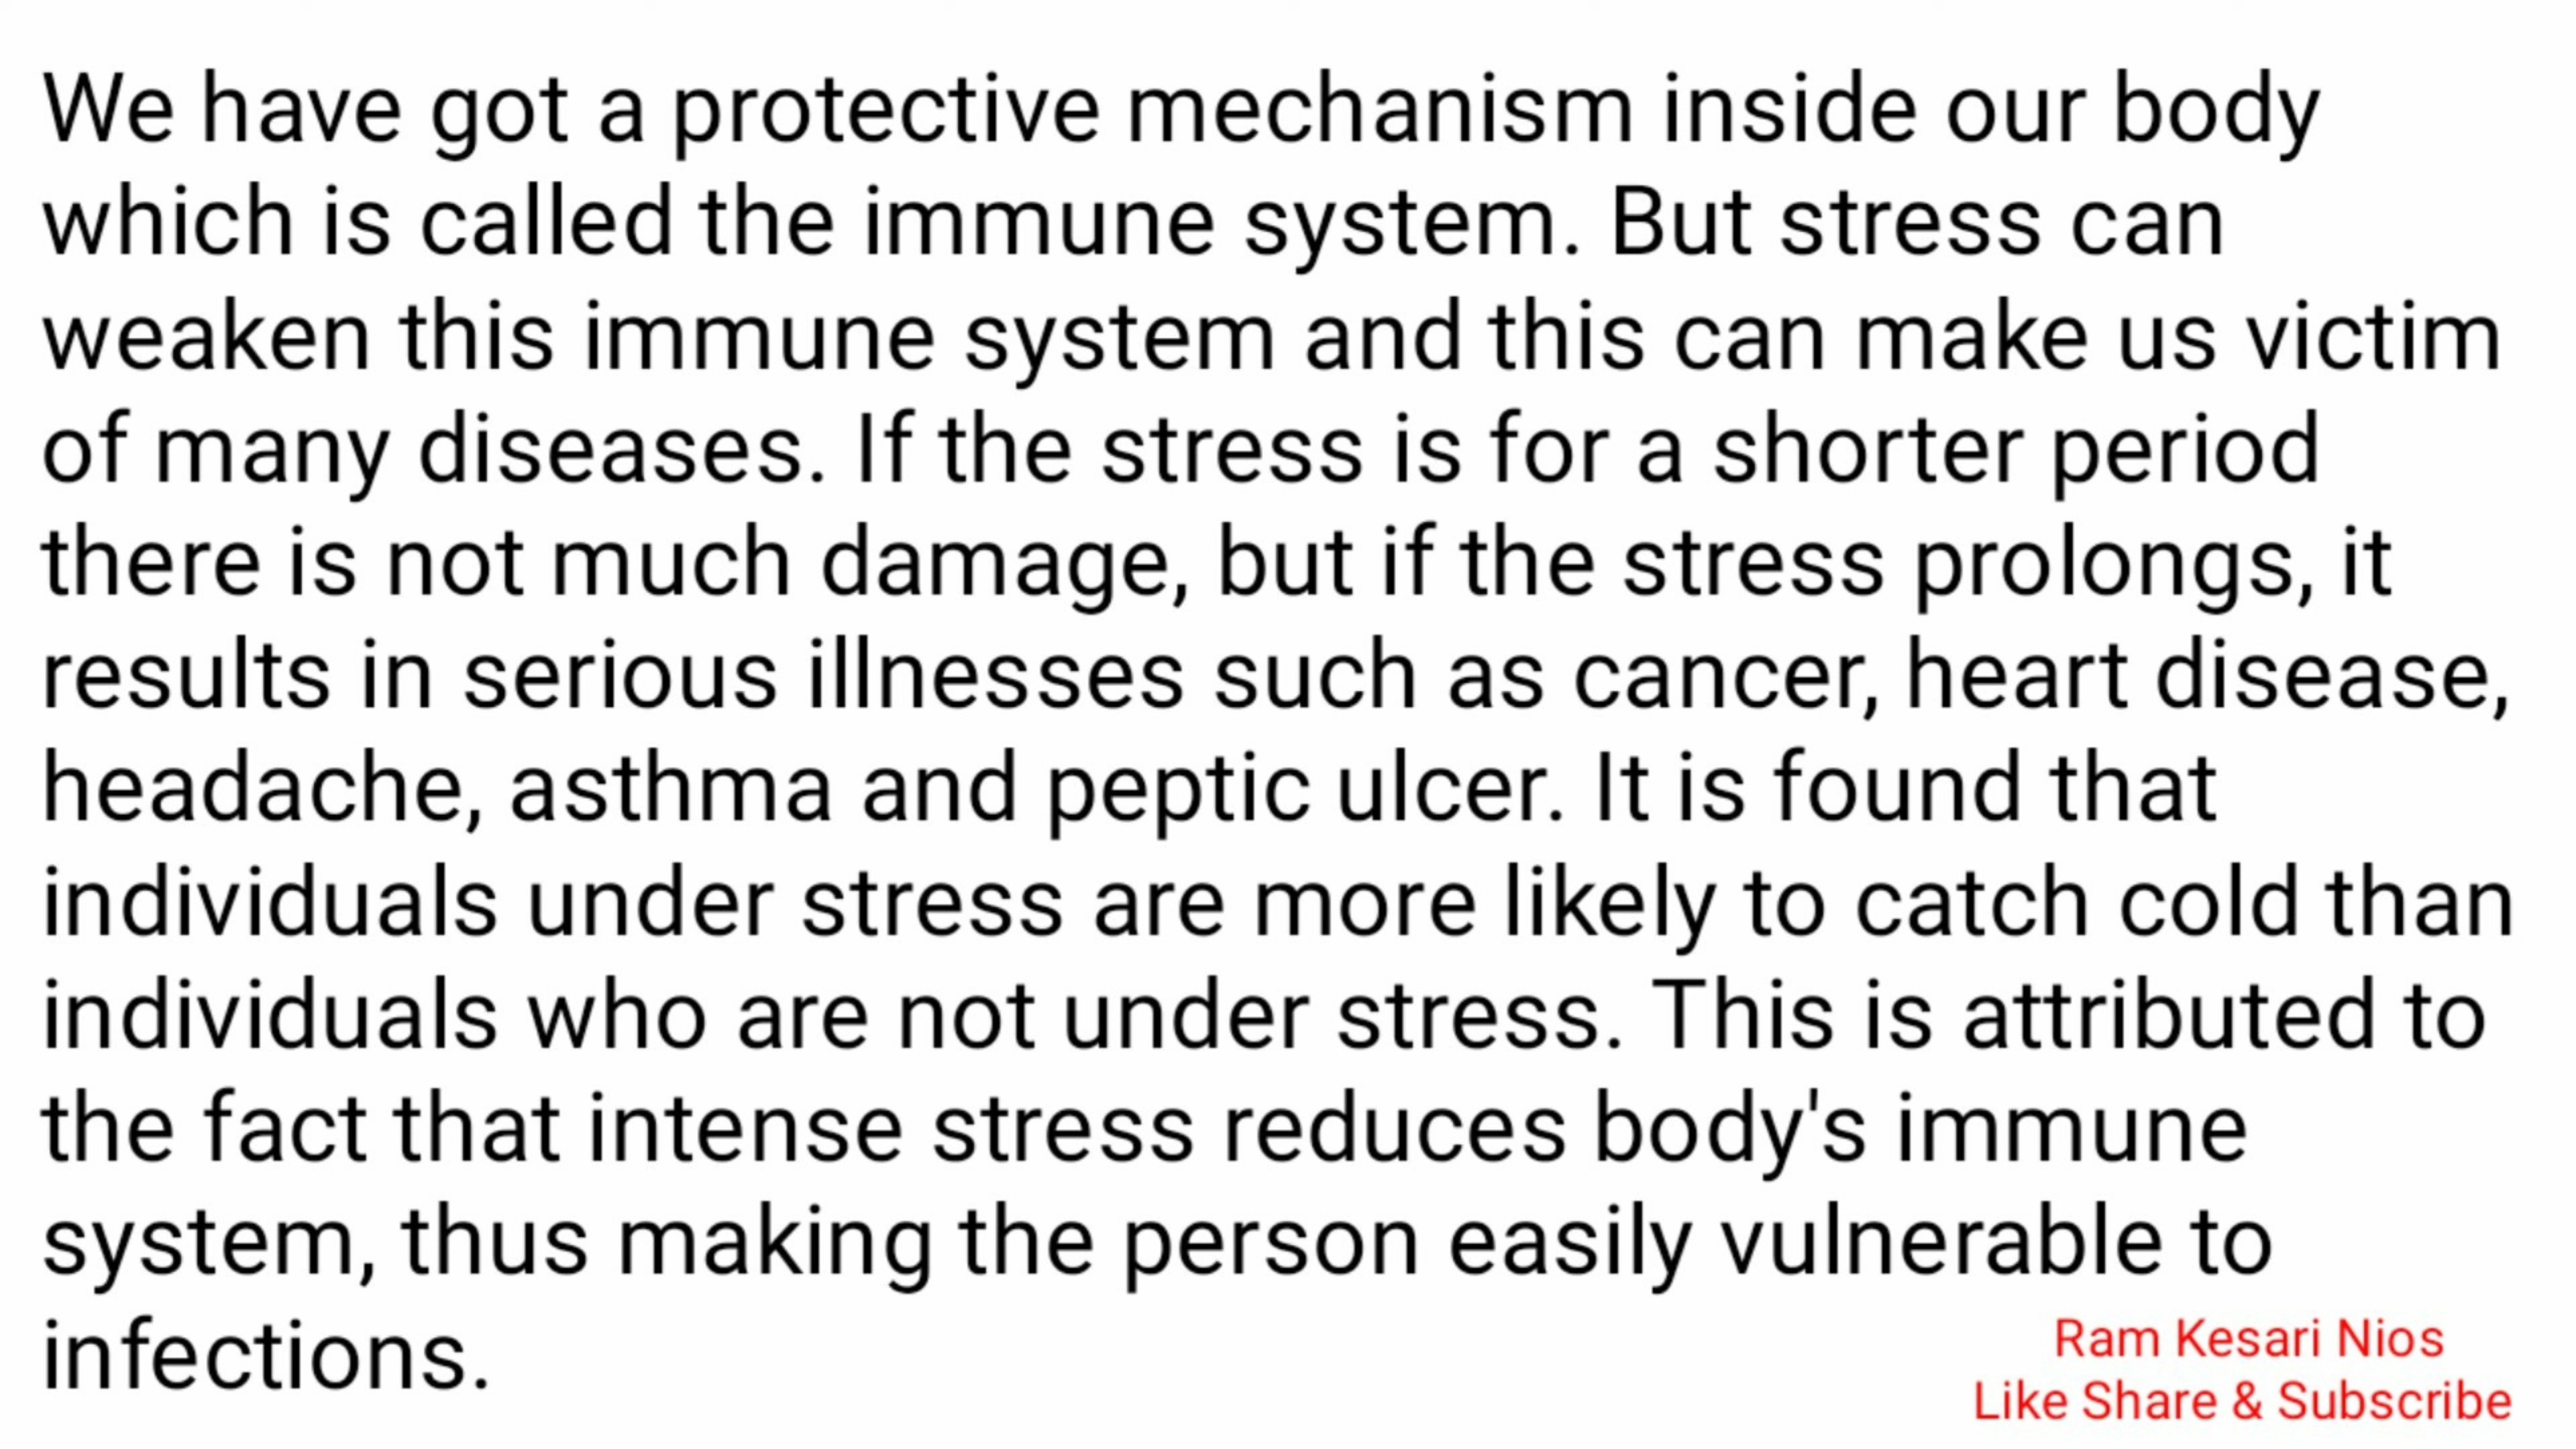 We have got a protective mechanism inside our body
which is called the immune system. But stress can
weaken this immune system and this can make us victim
of many diseases. If the stress is for a shorter period
there is not much damage, but if the stress prolongs, it
results in serious illnesses such as cancer, heart disease,
headache, asthma and peptic ulcer. It is found that
individuals under stress are more likely to catch cold than
individuals who are not under stress. This is attributed to
the fact that intense stress reduces body's immune
system, thus making the person easily vulnerable to
infections.
Ram Kesari Nios
Like Share & Subscribe